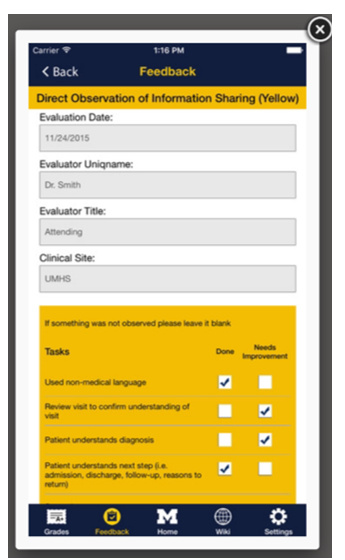 Carrier 1:16 PM
Back Feedback
Direct Observation of Information Sharing (Yellow)
Evaluation Date:
11/24/2015
Evaluator Uniqname:
Dr. Smith
Evaluator Title:
Attending
Clinical Site:
UMHS
If something was not observed please leave it blank
Tasks Done Needs
Improvement
Used non-medical language
Review visit to confirm understanding of
visit
Patient understands diagnosis
Patient understands next step (i.e.
admission, discharge, follow-up, reasons to
return)
A+
M
Grades Feedback Home Wiki Settings